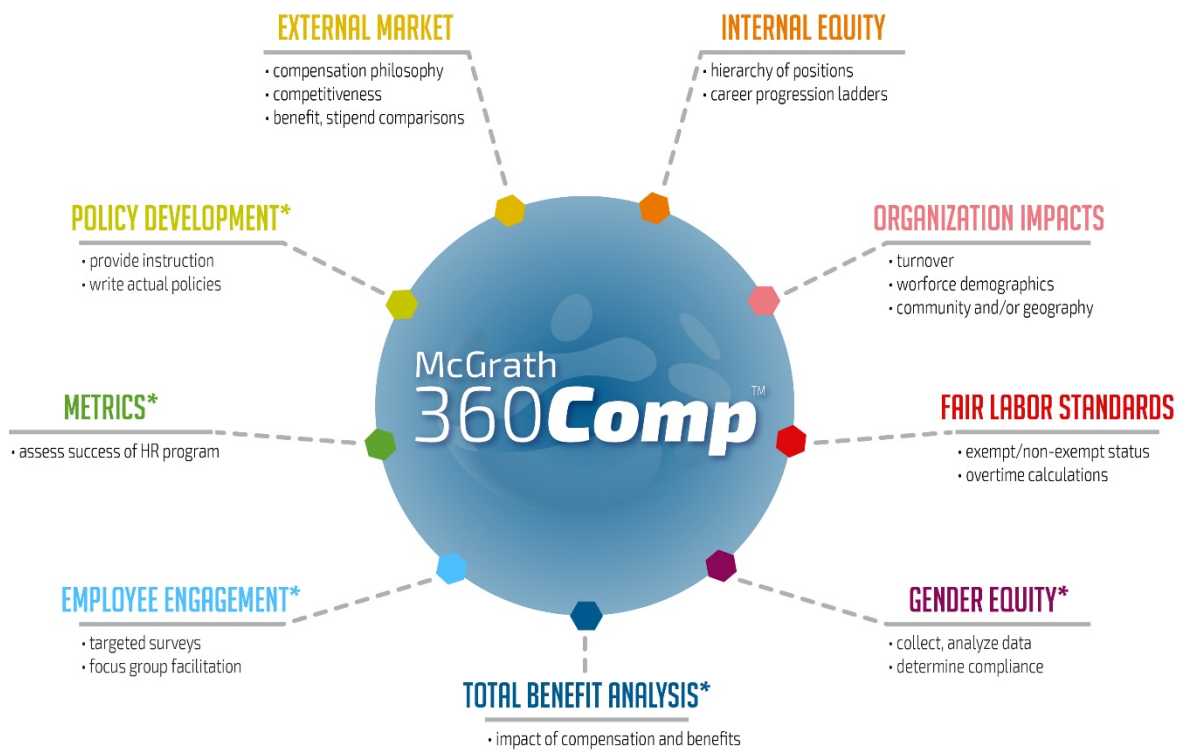 EXTERNAL MARKET
• compensation philosophy
• competitiveness
• benefit, stipend comparisons
INTERNAL EQUITY
• hierarchy of positions
• career progression ladders
POLICY DEVELOPMENT*
• provide instruction
• write actual policies
ORGANIZATION IMPACTS
• turnover
• worforce demographics
• community and/or geography
McGrath
360Comp™
METRICS*
• assess success of HR program
FAIR LABOR STANDARDS
• exempt/non-exempt status
• overtime calculations
EMPLOYEE ENGAGEMENT*
• targeted surveys
• focus group facilitation
GENDER EQUITY*
• collect, analyze data
• determine compliance
TOTAL BENEFIT ANALYSIS*
• impact of compensation and benefits